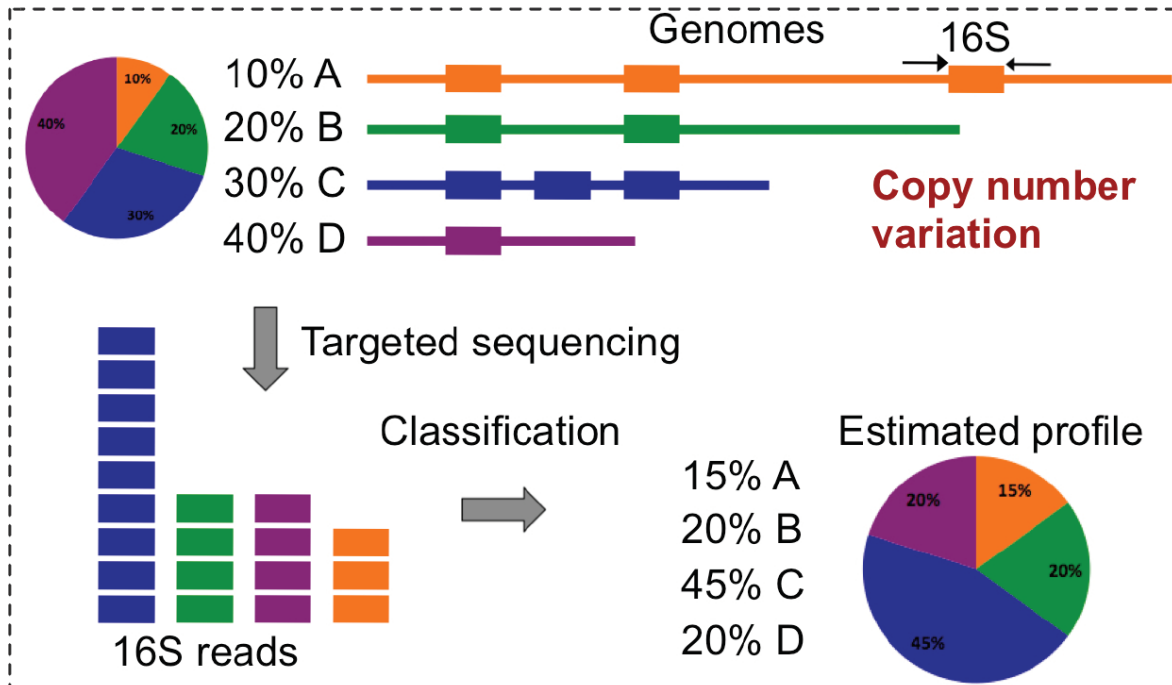 Genomes
16S
10%
20%
30%
40%
10% A
20% B
30% C
40% D
Copy number
variation
Targeted sequencing
Classification
16S reads
Estimated profile
15% A
20% B
45% C
20% D
15%
20%
45%
20%